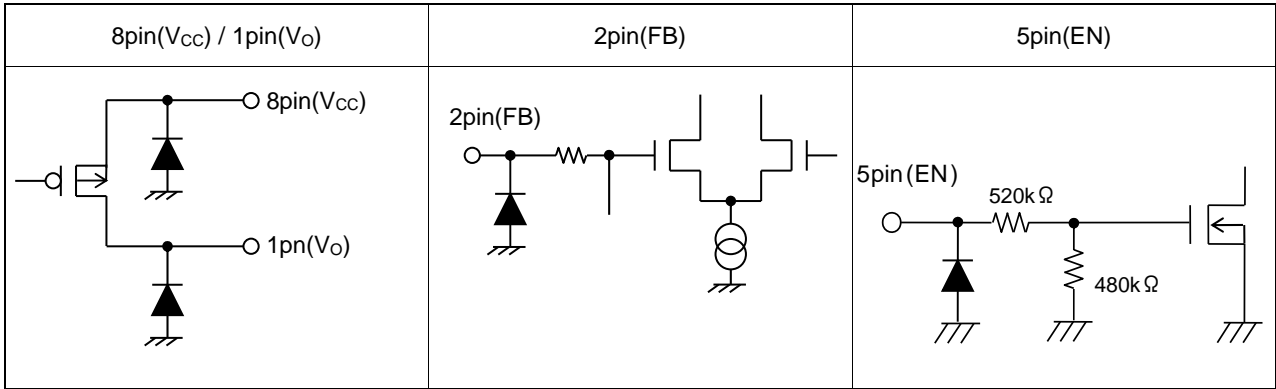 8pin(VCC) / 1pin(VO)
2pin(FB)
5pin(EN)
8pin(VCC)
1pn(VO)
2pin(FB)
5pin(EN)
520kΩ
480kΩ